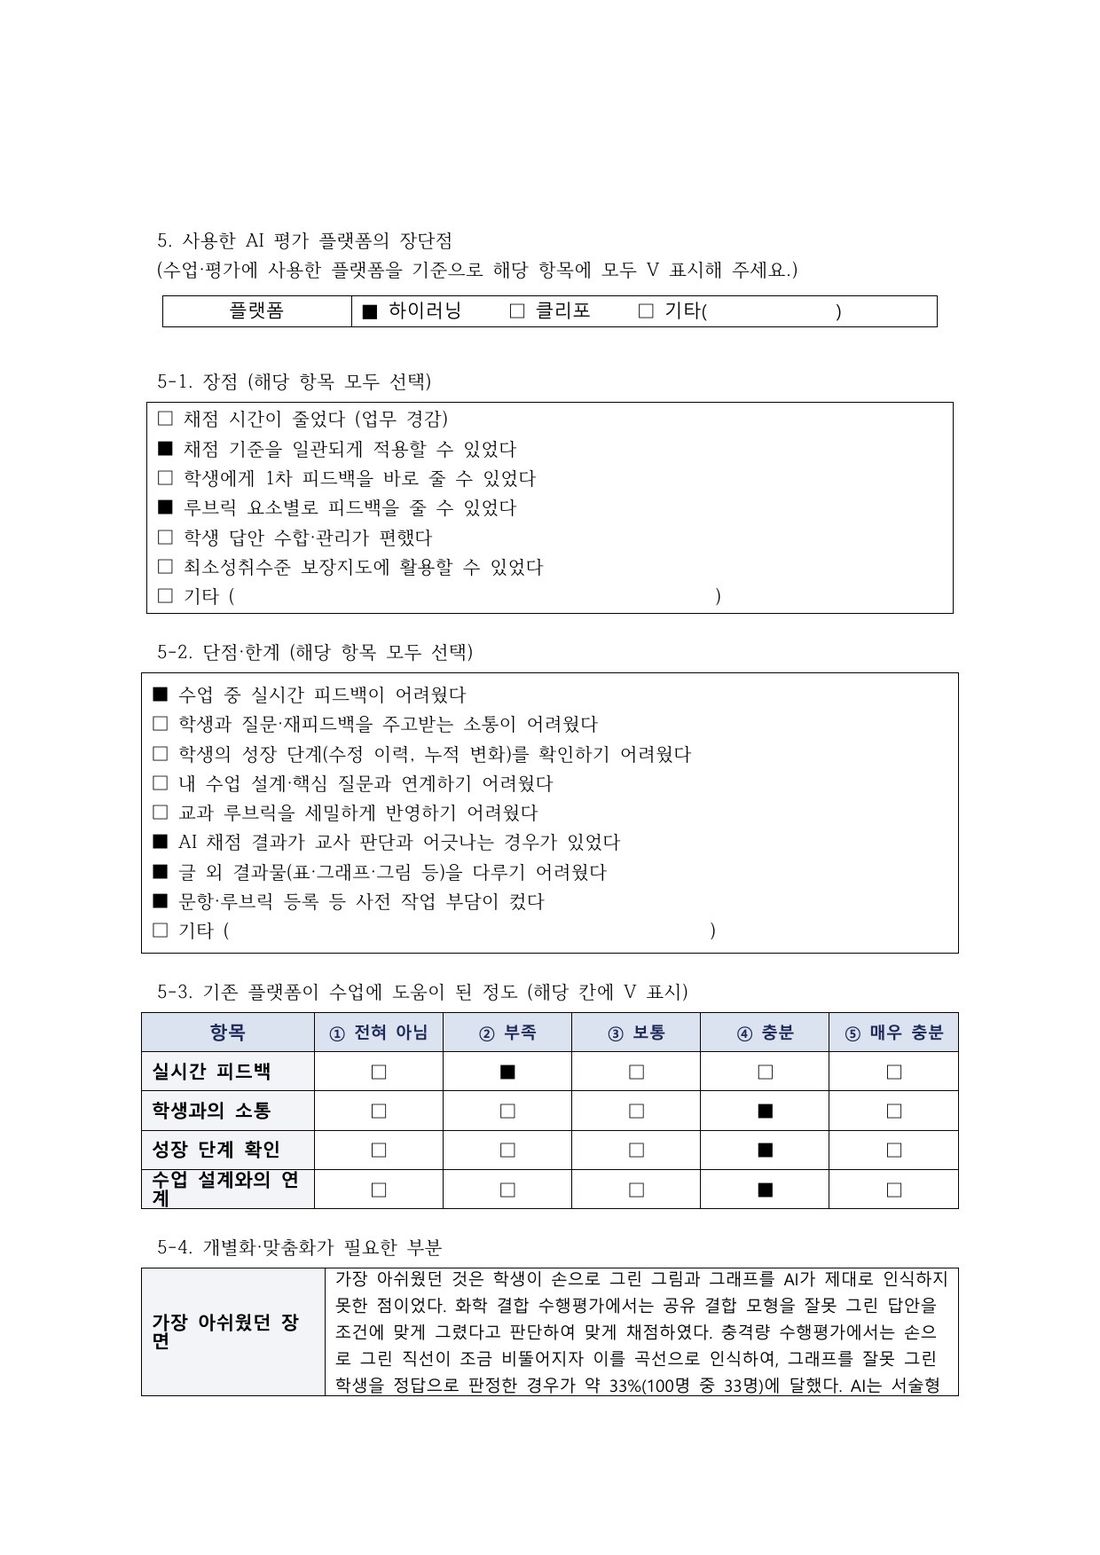 5. 사용한 AI 평가 플랫폼의 장단점
(수업·평가에 사용한 플랫폼을 기준으로 해당 항목에 모두 V 표시해 주세요.)
플랫폼 ■ 하이러닝 □ 클리포 □ 기타( )
5-1. 장점 (해당 항목 모두 선택)
□ 채점 시간이 줄었다 (업무 경감)
■ 채점 기준을 일관되게 적용할 수 있었다
□ 학생에게 1차 피드백을 바로 줄 수 있었다
■ 루브릭 요소별로 피드백을 줄 수 있었다
□ 학생 답안 수합·관리가 편했다
□ 최소성취수준 보장지도에 활용할 수 있었다
□ 기타 ( )
5-2. 단점·한계 (해당 항목 모두 선택)
■ 수업 중 실시간 피드백이 어려웠다
□ 학생과 질문·재피드백을 주고받는 소통이 어려웠다
□ 학생의 성장 단계(수정 이력, 누적 변화)를 확인하기 어려웠다
□ 내 수업 설계·핵심 질문과 연계하기 어려웠다
□ 교과 루브릭을 세밀하게 반영하기 어려웠다
■ AI 채점 결과가 교사 판단과 어긋나는 경우가 있었다
■ 글 외 결과물(표·그래프·그림 등)을 다루기 어려웠다
■ 문항·루브릭 등록 등 사전 작업 부담이 컸다
□ 기타 ( )
5-3. 기존 플랫폼이 수업에 도움이 된 정도 (해당 칸에 V 표시)
항목 ① 전혀 아님 ② 부족 ③ 보통 ④ 충분 ⑤ 매우 충분
실시간 피드백 □ ■ □ □ □
학생과의 소통 □ □ □ ■ □
성장 단계 확인 □ □ □ ■ □
수업 설계와의 연
계 □ □ □ ■ □
5-4. 개별화·맞춤화가 필요한 부분
가장 아쉬웠던 장
면
가장 아쉬웠던 것은 학생이 손으로 그린 그림과 그래프를 AI가 제대로 인식하지
못한 점이었다. 화학 결합 수행평가에서는 공유 결합 모형을 잘못 그린 답안을
조건에 맞게 그렸다고 판단하여 맞게 채점하였다. 충격량 수행평가에서는 손으
로 그린 직선이 조금 비뚤어지자 이를 곡선으로 인식하여, 그래프를 잘못 그린
학생을 정답으로 판정한 경우가 약 33%(100명 중 33명)에 달했다. AI는 서술형